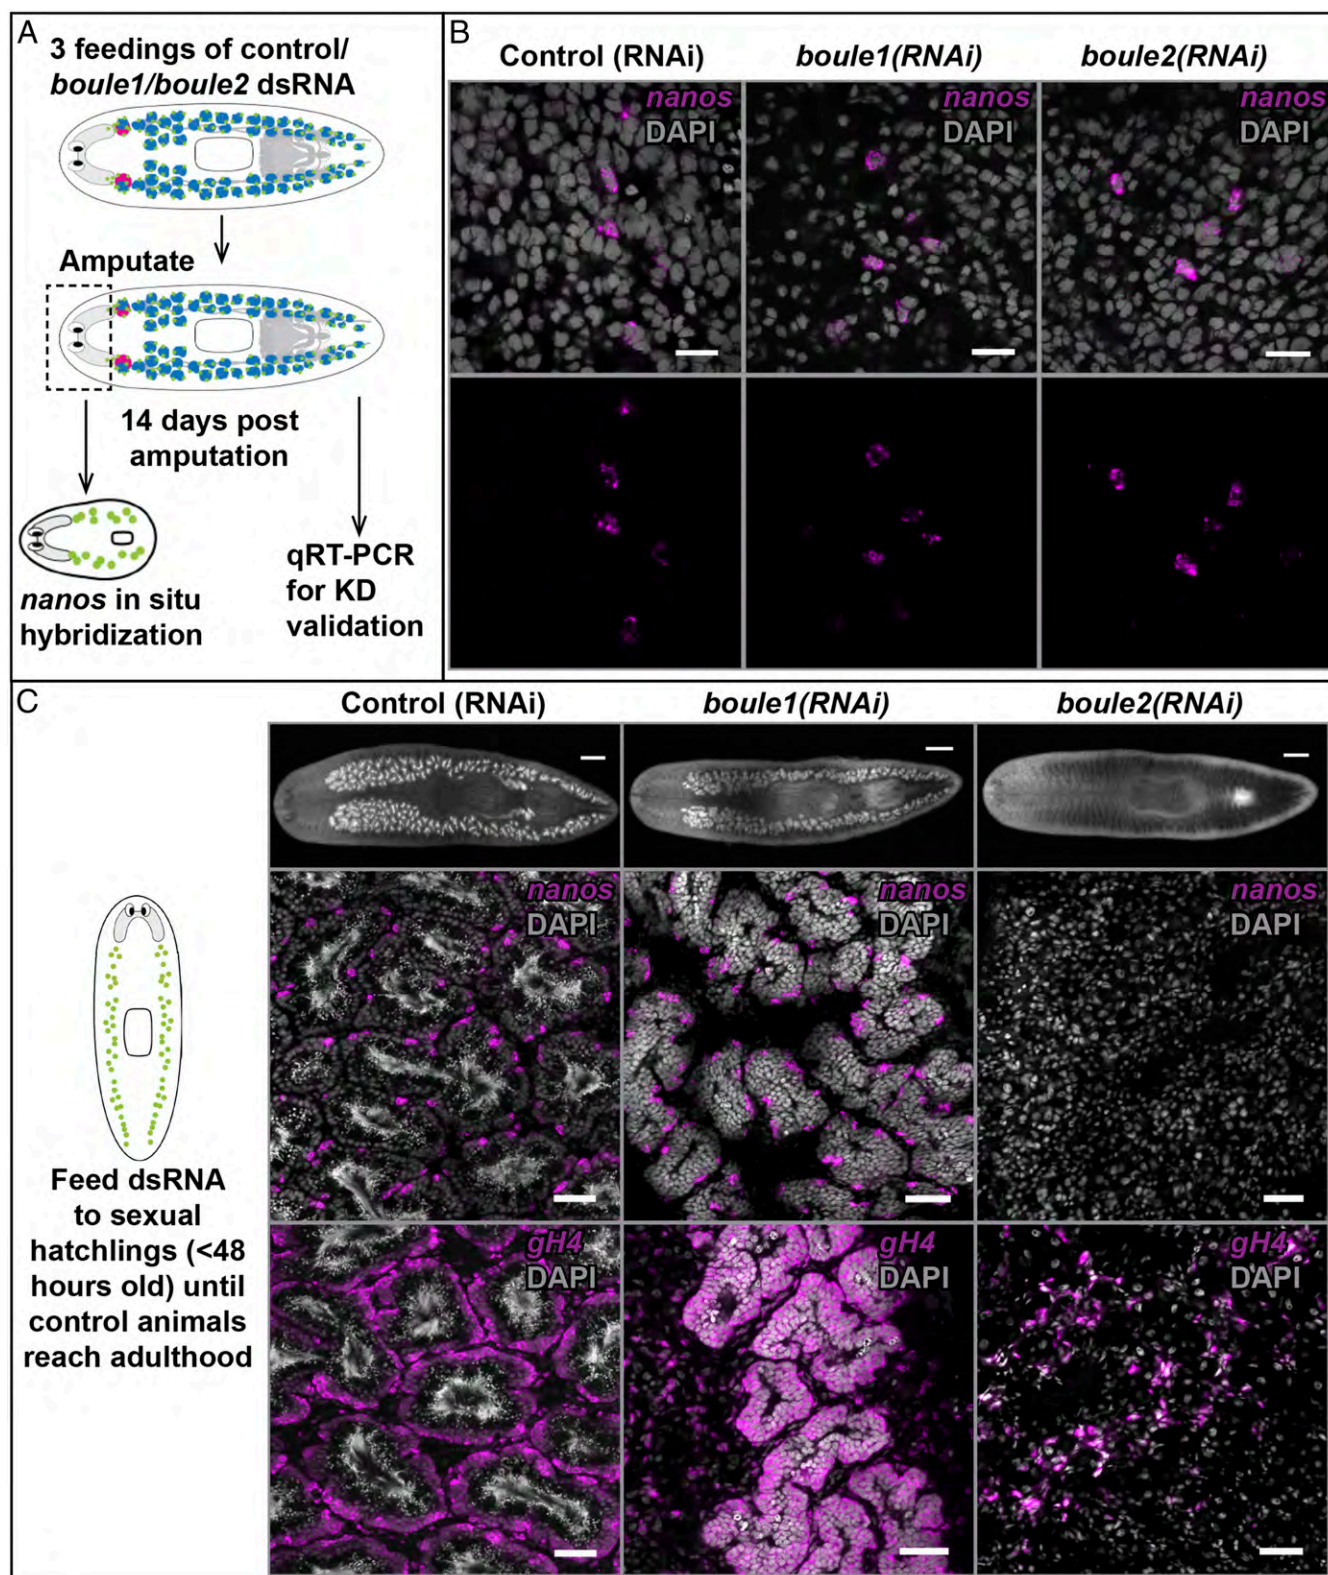 A
3 feedings of control/
boule1/boule2 dsRNA
Amputate
14 days post
amputation
nanos in situ
hybridization
qRT-PCR
for KD
validation
B
Control (RNAi)
boule1(RNAi)
boule2(RNAi)
nanos
DAPI
nanos
DAPI
nanos
DAPI
C
Feed dsRNA
to sexual
hatchlings (<48
hours old) until
control animals
reach adulthood
Control (RNAi)
boule1(RNAi)
boule2(RNAi)
nanos
DAPI
nanos
DAPI
nanos
DAPI
gH4
DAPI
gH4
DAPI
gH4
DAPI